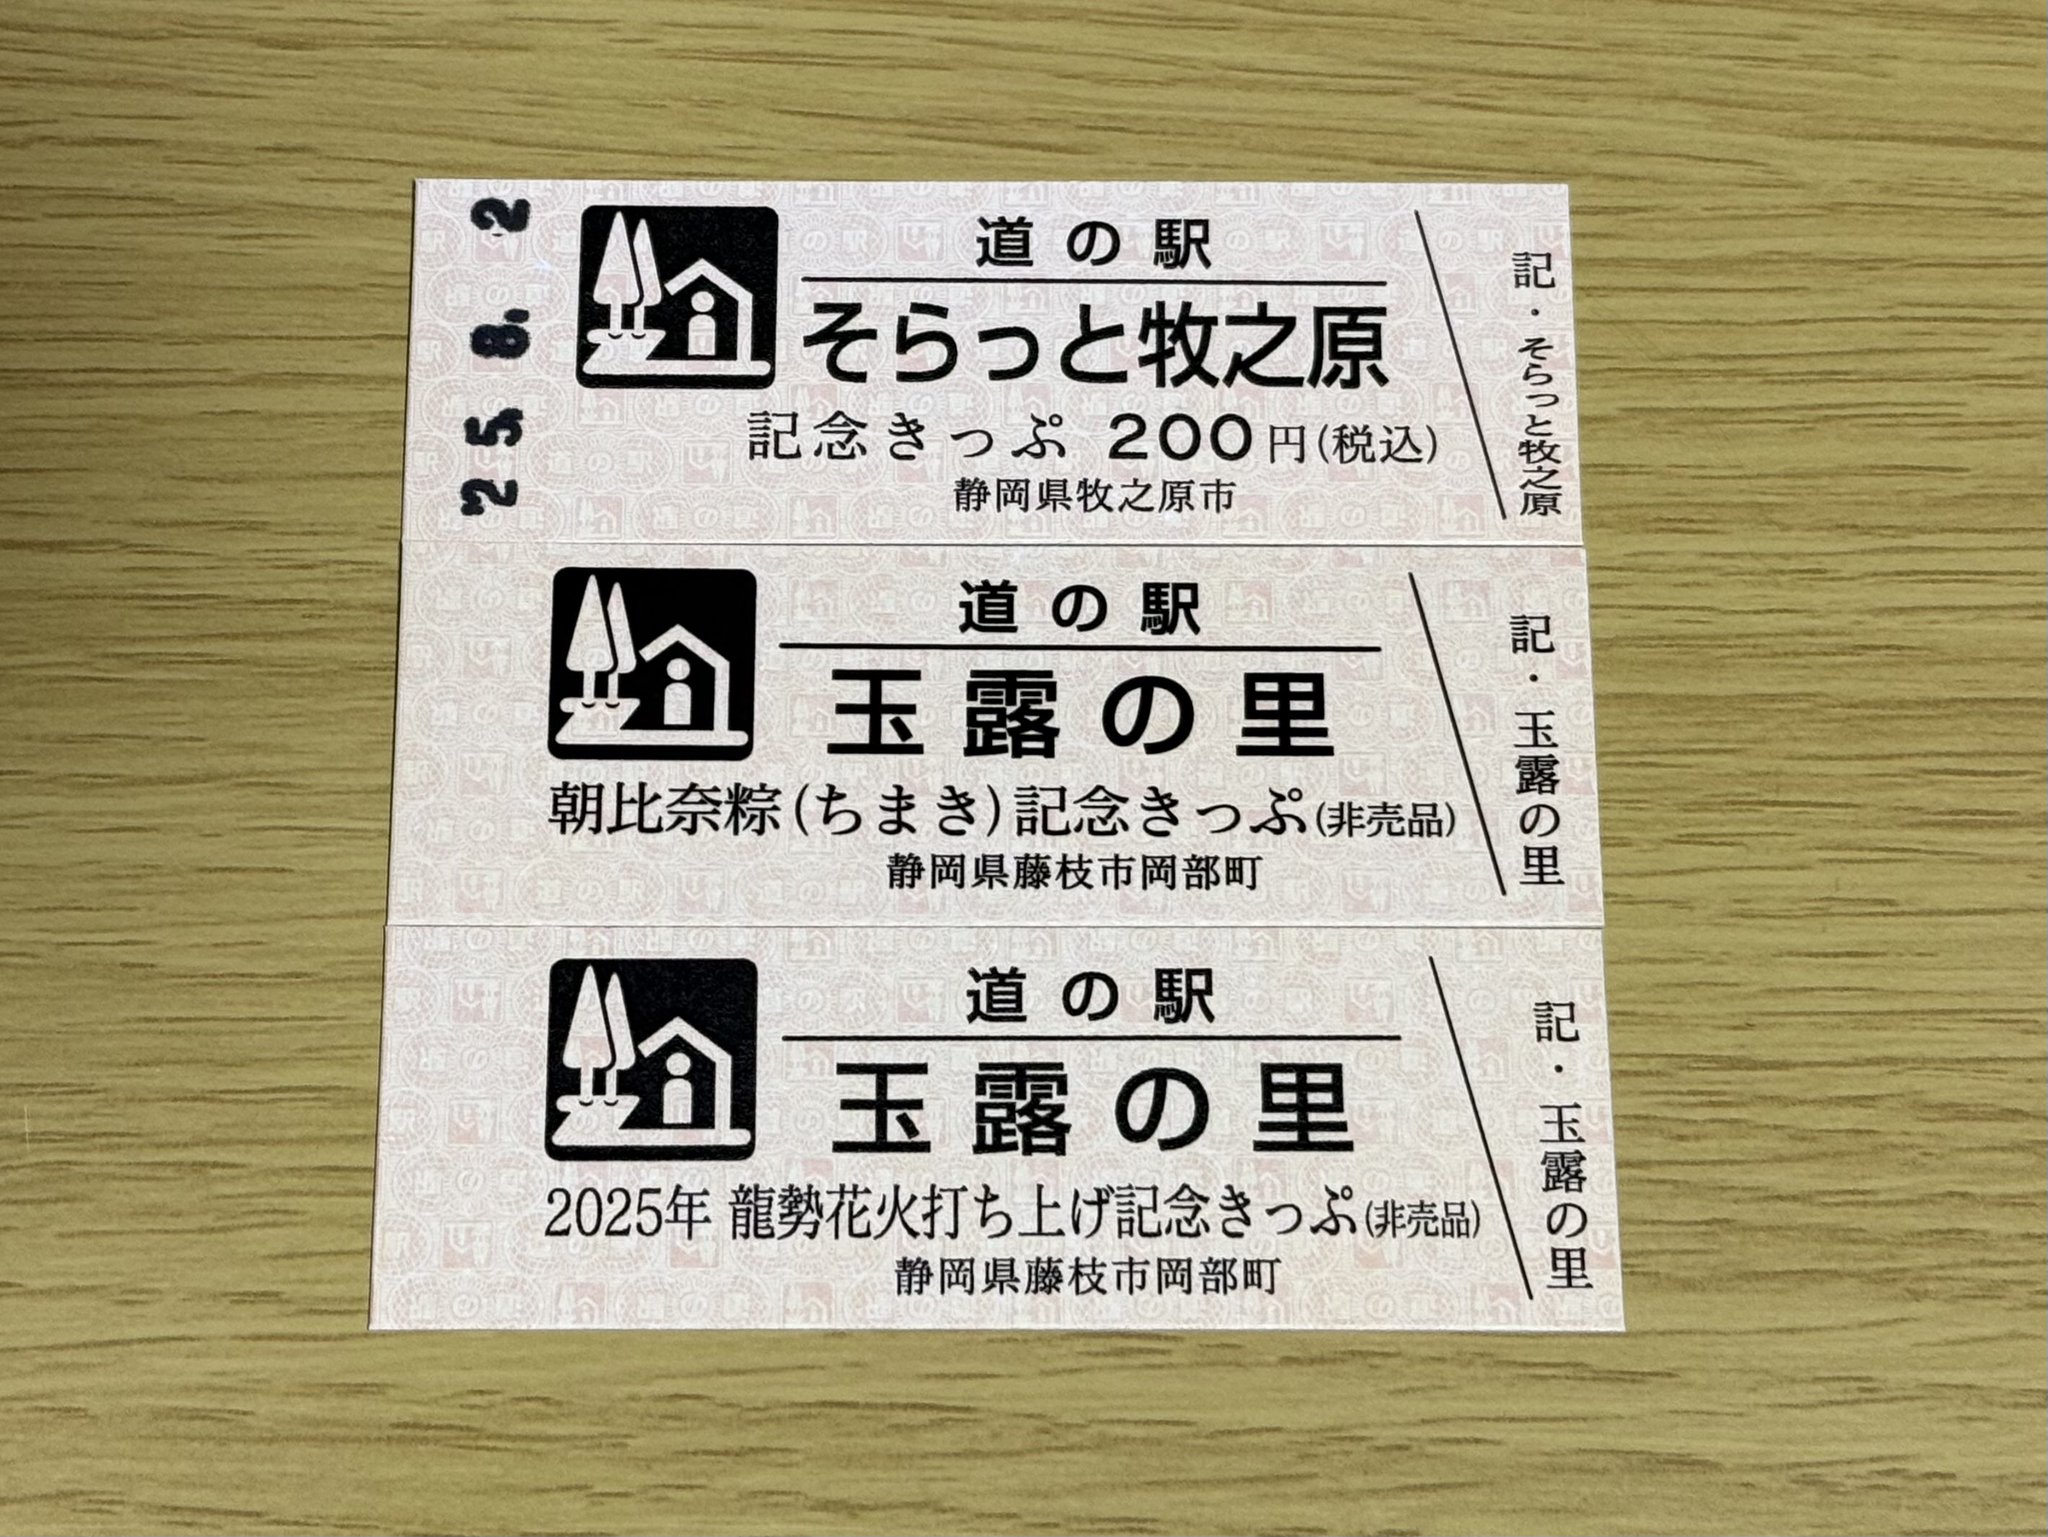 25. 8. 2
道の駅
そらっと牧之原
記念きっぷ 200円(税込)
静岡県牧之原市
記・そらっと牧之原
道の駅
玉露の里
朝比奈粽(ちまき)記念きっぷ(非売品)
静岡県藤枝市岡部町
記・玉露の里
道の駅
玉露の里
2025年 龍勢花火打ち上げ記念きっぷ(非売品)
静岡県藤枝市岡部町
記・玉露の里